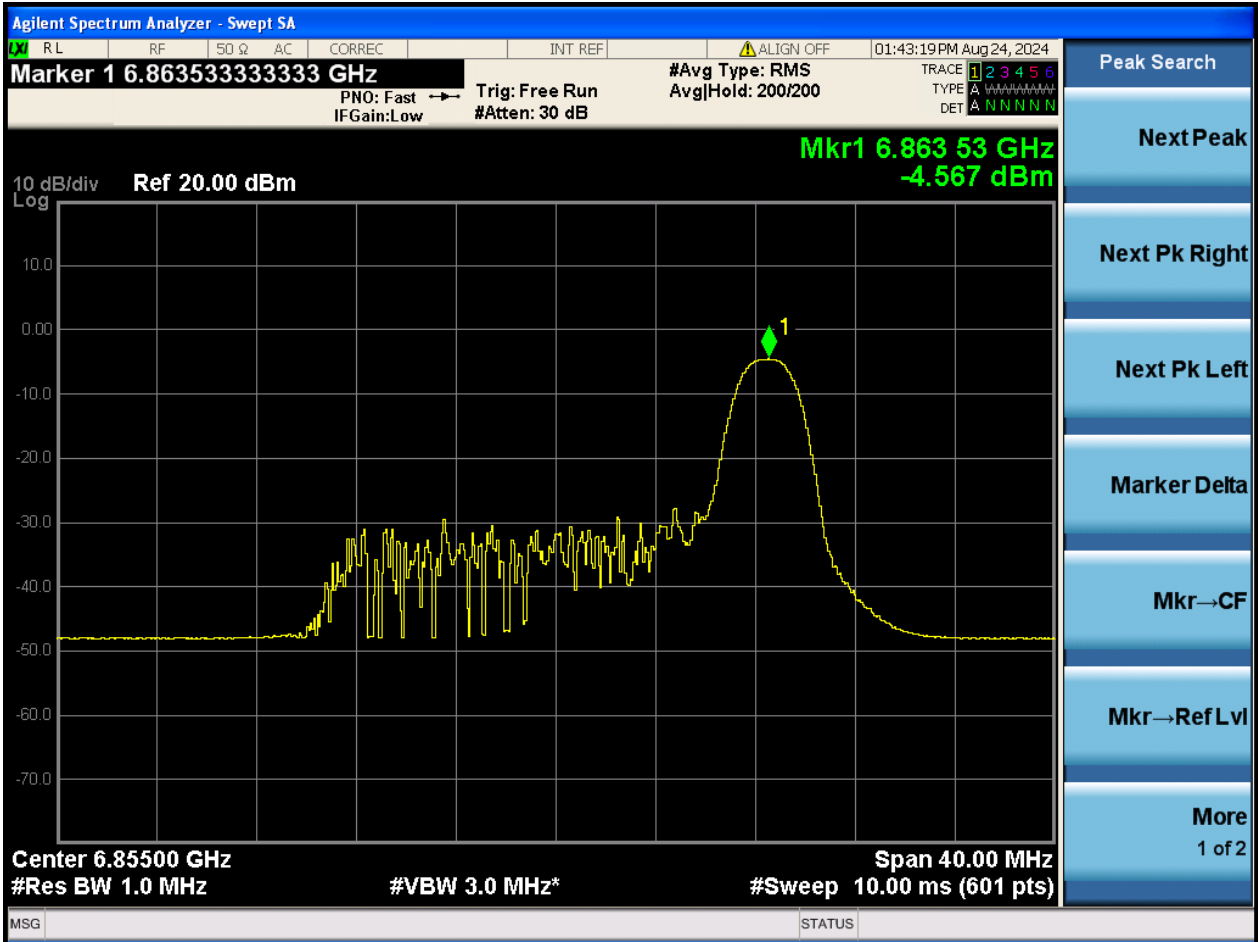 Agilent Spectrum Analyzer - Swept SA
LXI RL RF 50 Ω AC CORREC INT REF ALIGN OFF 01:43:19 PM Aug 24, 2024
Marker 1 6.863533333333 GHz
PNO: Fast
IFGain:Low
Trig: Free Run
#Atten: 30 dB
#Avg Type: RMS
Avg|Hold: 200/200
TRACE 1 2 3 4 5 6
TYPE A WWWWWWW
DET A N N N N N
Mkr1 6.863 53 GHz
-4.567 dBm
10 dB/div Ref 20.00 dBm
Log
10.0
0.00
-10.0
-20.0
-30.0
-40.0
-50.0
-60.0
-70.0
1
Center 6.85500 GHz Span 40.00 MHz
#Res BW 1.0 MHz #VBW 3.0 MHz* #Sweep 10.00 ms (601 pts)
MSG STATUS
Peak Search
Next Peak
Next Pk Right
Next Pk Left
Marker Delta
Mkr→CF
Mkr→Ref Lvl
More
1 of 2